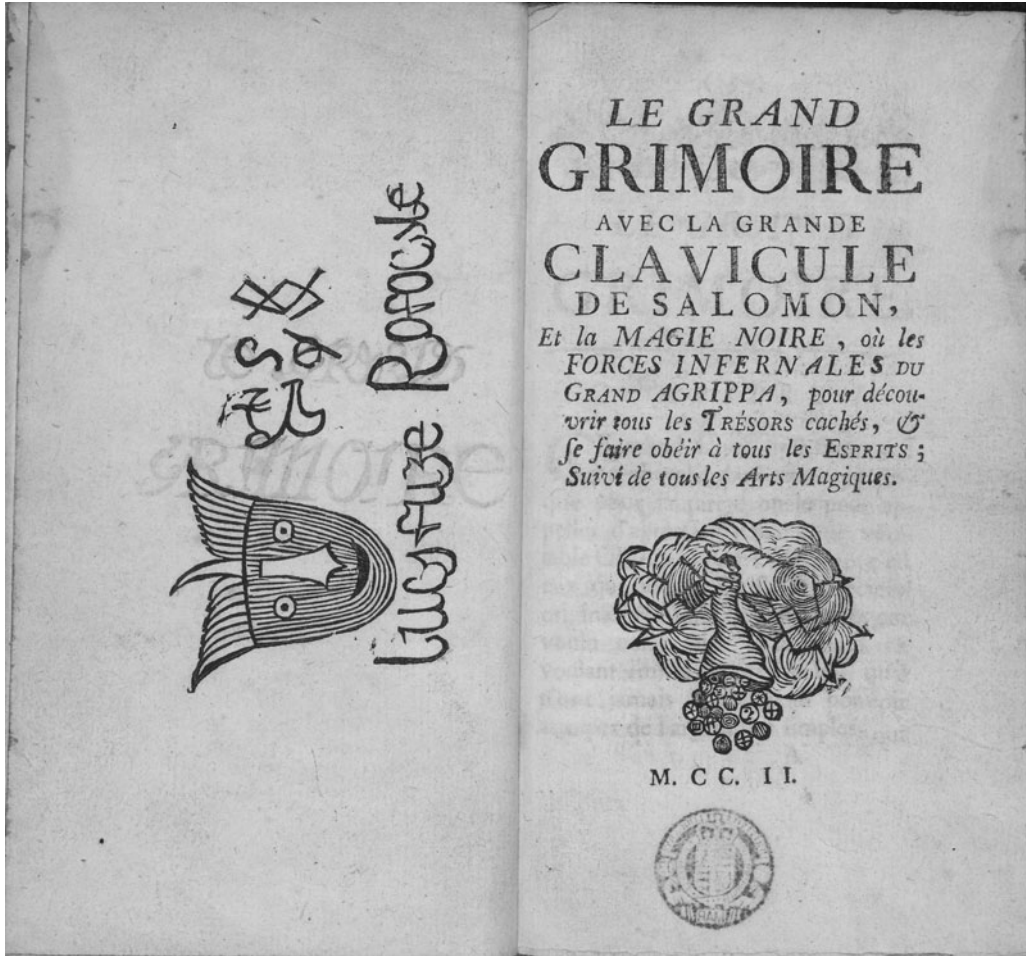 Lucyfuge Rofocale
LE GRAND
GRIMOIRE
AVEC LA GRANDE
CLAVICULE
DE SALOMON,
Et la MAGIE NOIRE, où les
FORCES INFERNALES DU
GRAND AGRIPPA, pour décou-
vrir tous les TRÉSORS cachés, &
se faire obéir à tous les ESPRITS ;
Suivi de tous les Arts Magiques.
M. CC. II.